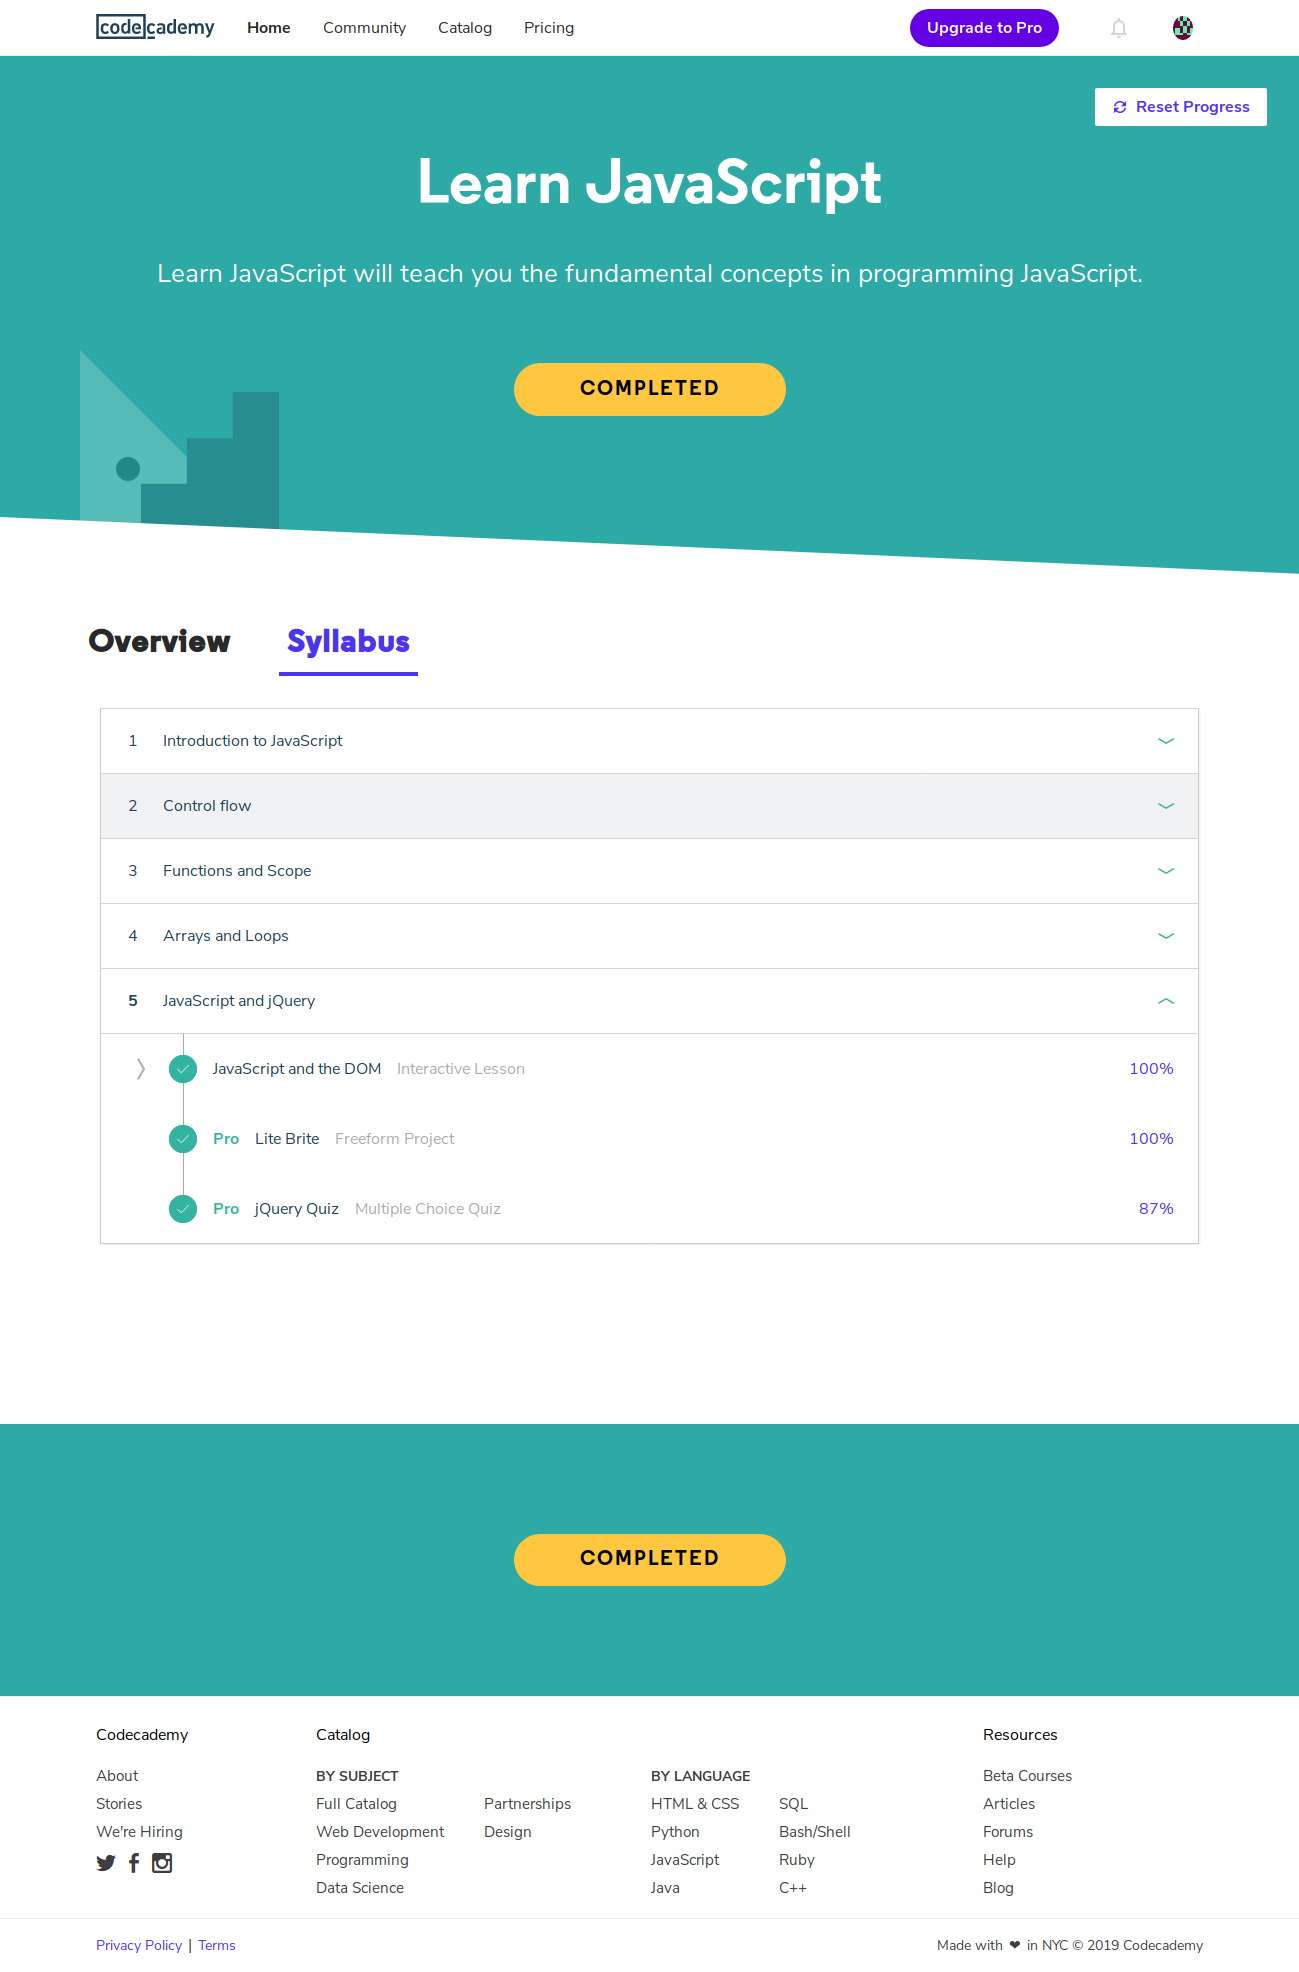 codecademy Home Community Catalog Pricing Upgrade to Pro
Reset Progress
Learn JavaScript
Learn JavaScript will teach you the fundamental concepts in programming JavaScript.
COMPLETED
Overview Syllabus
1 Introduction to JavaScript
2 Control flow
3 Functions and Scope
4 Arrays and Loops
5 JavaScript and jQuery
JavaScript and the DOM Interactive Lesson 100%
Pro Lite Brite Freeform Project 100%
Pro jQuery Quiz Multiple Choice Quiz 87%
COMPLETED
Codecademy Catalog Resources
About BY SUBJECT BY LANGUAGE Beta Courses
Stories Full Catalog Partnerships HTML & CSS SQL Articles
We're Hiring Web Development Design Python Bash/Shell Forums
Programming JavaScript Ruby Help
Data Science Java C++ Blog
Privacy Policy | Terms Made with ❤ in NYC © 2019 Codecademy